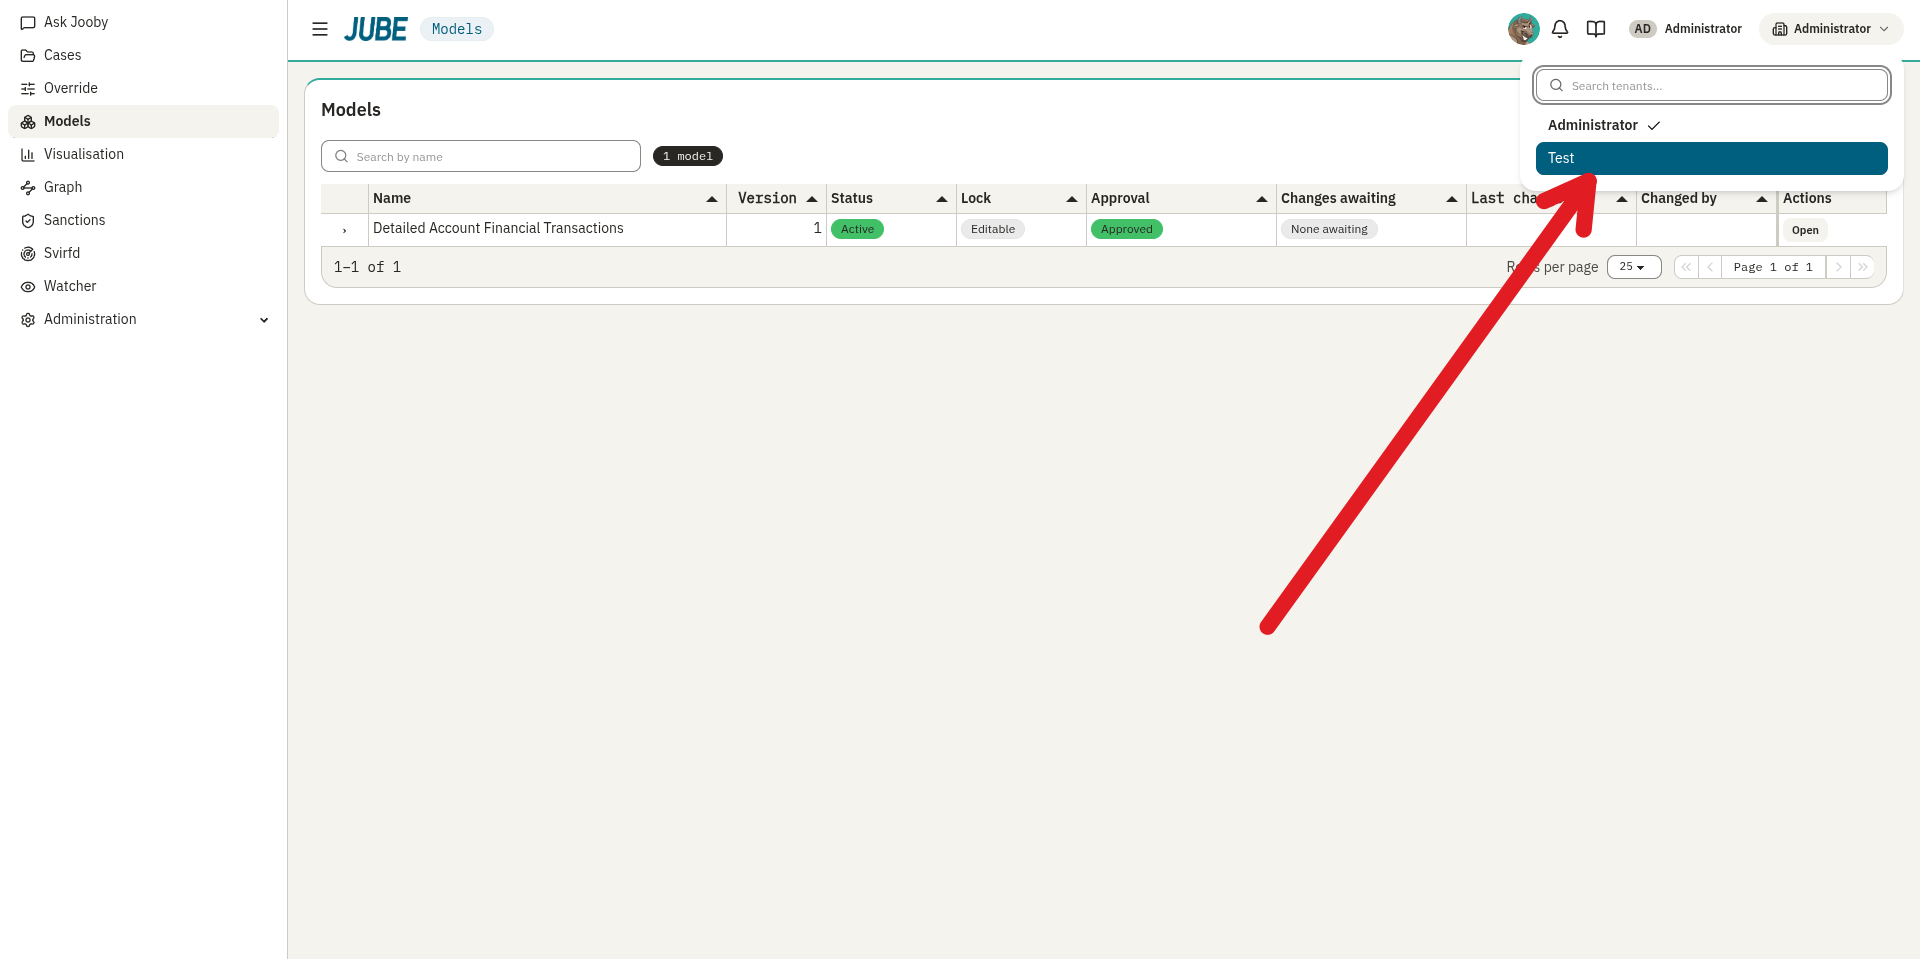 Ask Jooby
Cases
Override
Models
Visualisation
Graph
Sanctions
Svirfd
Watcher
Administration
JUBE
Models
AD Administrator
Administrator
Search tenants...
Administrator
Test
Models
Search by name
1 model
Name Version Status Lock Approval Changes awaiting Last cha Changed by Actions
Detailed Account Financial Transactions 1 Active Editable Approved None awaiting Open
1–1 of 1
per page 25 Page 1 of 1